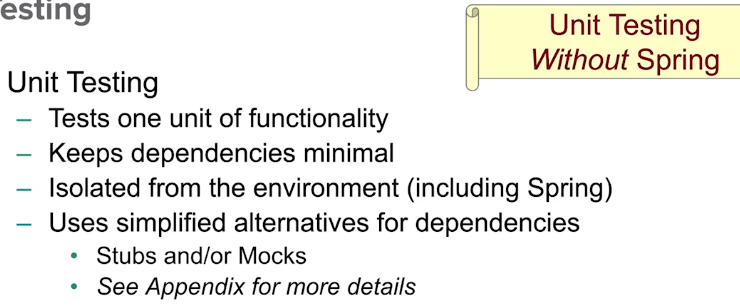 esting
Unit Testing
Without Spring
Unit Testing
– Tests one unit of functionality
– Keeps dependencies minimal
– Isolated from the environment (including Spring)
– Uses simplified alternatives for dependencies
• Stubs and/or Mocks
• See Appendix for more details